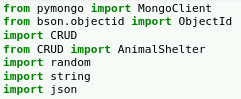 from pymongo import MongoClient
from bson.objectid import ObjectId
import CRUD
from CRUD import AnimalShelter
import random
import string
import json